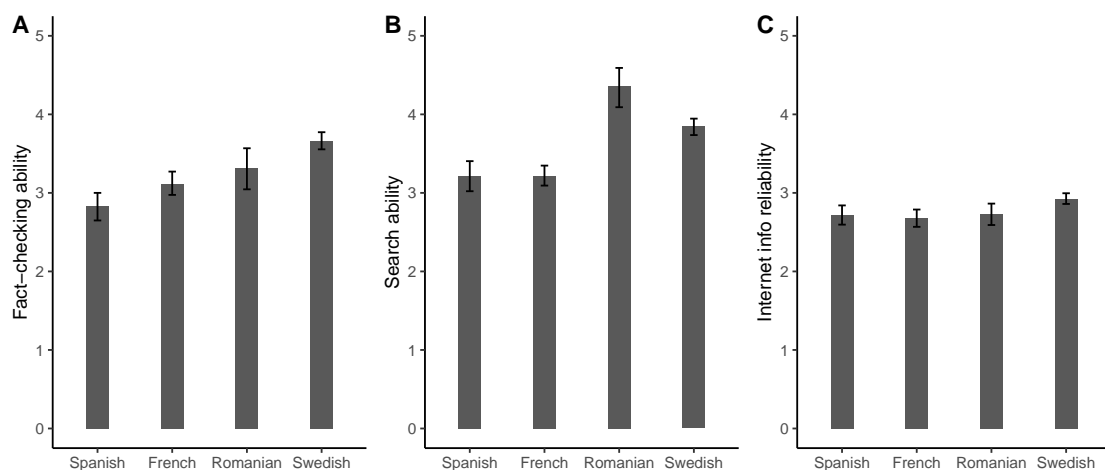 A
Fact−checking ability
5
4
3
2
1
0
Spanish French Romanian Swedish
B
Search ability
5
4
3
2
1
0
Spanish French Romanian Swedish
C
Internet info reliability
5
4
3
2
1
0
Spanish French Romanian Swedish